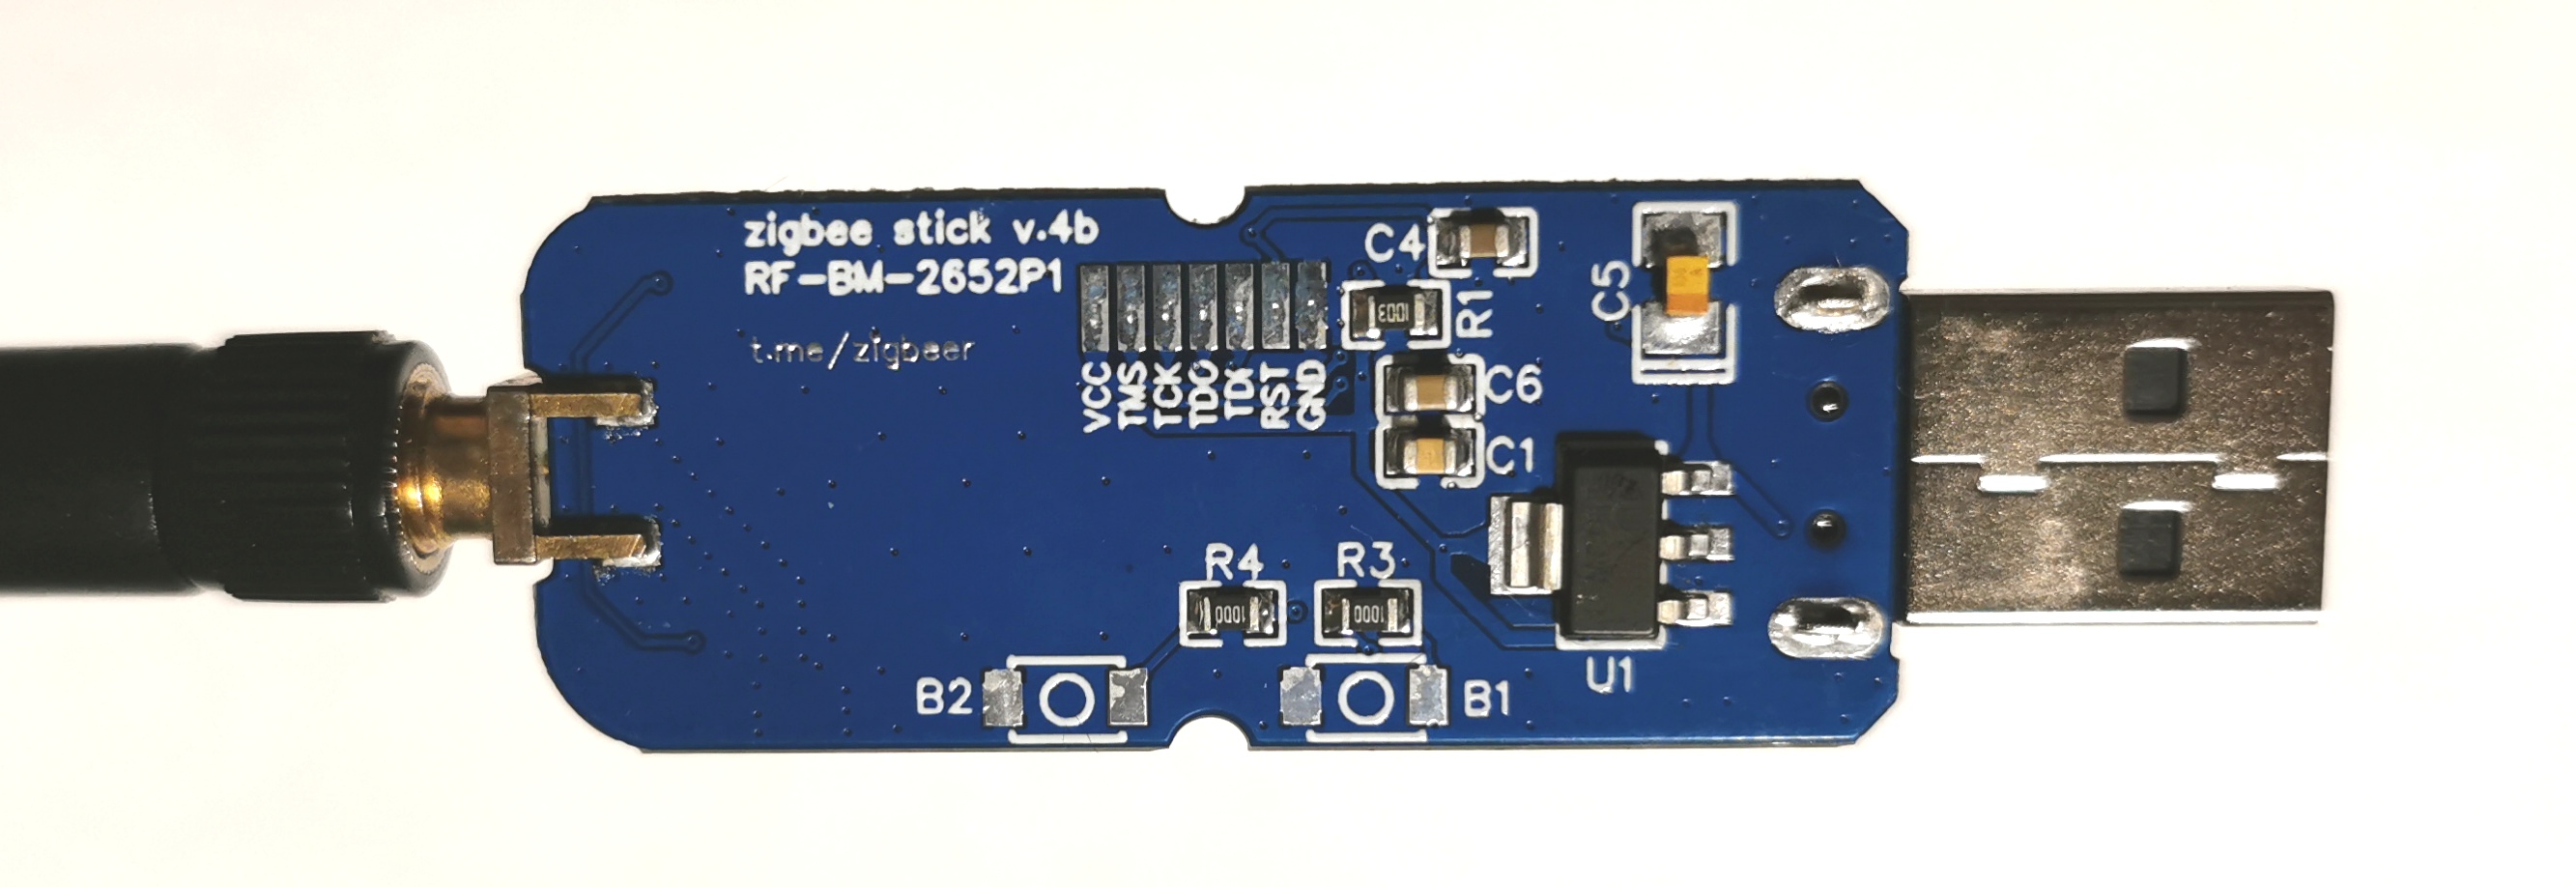 zigbee stick v.4b
RF-BM-2652P1
t.me/zigbeer
VCC
TMS
TCK
TDO
TDI
RST
GND
C4
1003
R1
C6
C1
C5
R4
1000
R3
1000
B2
B1
U1